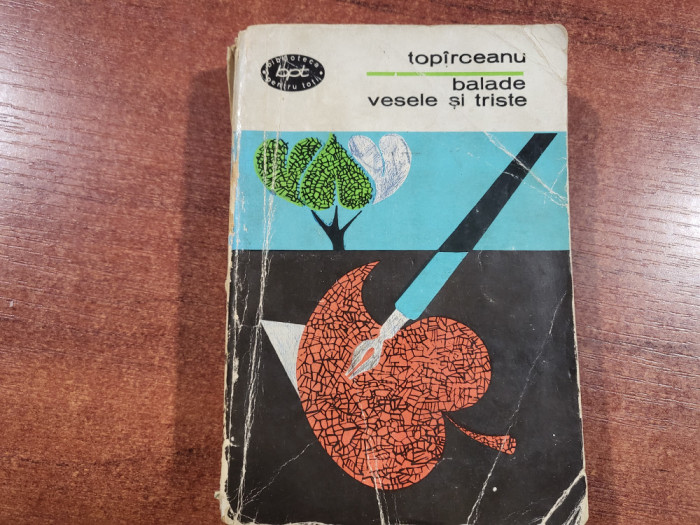 biblioteca
bpt
pentru toți
topîrceanu
balade
vesele și triste